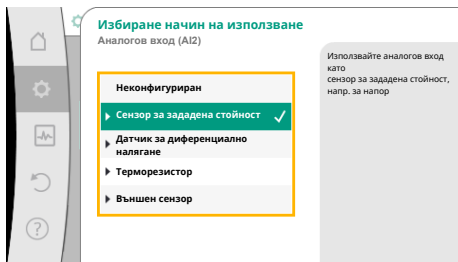 Избиране начин на използване
Аналогов вход (AI2)
Неконфигуриран
Сензор за зададена стойност
Датчик за диференциално
налягане
Терморезистор
Външен сензор
Използвайте аналогов вход
като
сензор за зададена стойност,
напр. за напор